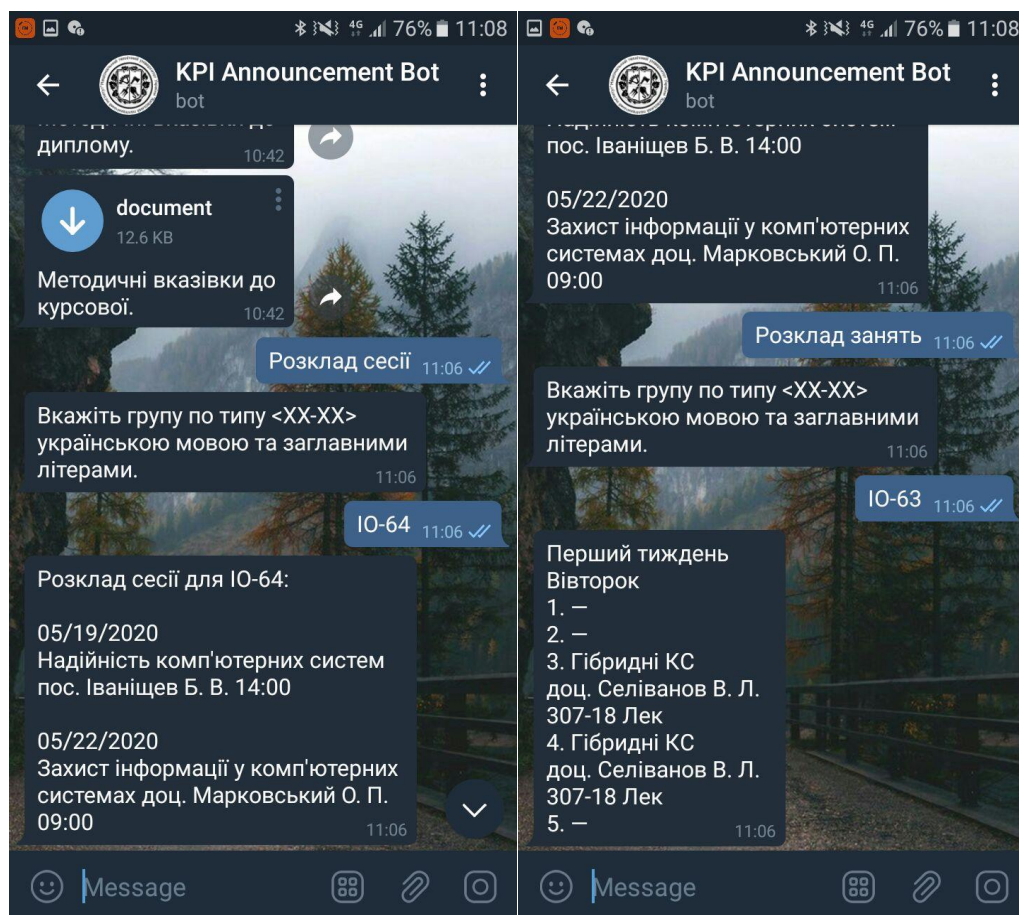 76% 11:08
KPI Announcement Bot
bot
диплому.
10:42
document
12.6 KB
Методичні вказівки до
курсової.
10:42
Розклад сесії 11:06
Вкажіть групу по типу <XX-XX>
українською мовою та заглавними
літерами.
11:06
ІО-64 11:06
Розклад сесії для ІО-64:
05/19/2020
Надійність комп'ютерних систем
пос. Іваніщев Б. В. 14:00
05/22/2020
Захист інформації у комп'ютерних
системах доц. Марковський О. П.
09:00
11:06
Message
4G 76% 11:08
KPI Announcement Bot
bot
пос. Іваніщев Б. В. 14:00
05/22/2020
Захист інформації у комп'ютерних
системах доц. Марковський О. П.
09:00
11:06
Розклад занять 11:06
Вкажіть групу по типу <XX-XX>
українською мовою та заглавними
літерами.
11:06
ІО-63 11:06
Перший тиждень
Вівторок
1. —
2. —
3. Гібридні КС
доц. Селіванов В. Л.
307-18 Лек
4. Гібридні КС
доц. Селіванов В. Л.
307-18 Лек
5. —
11:06
Message